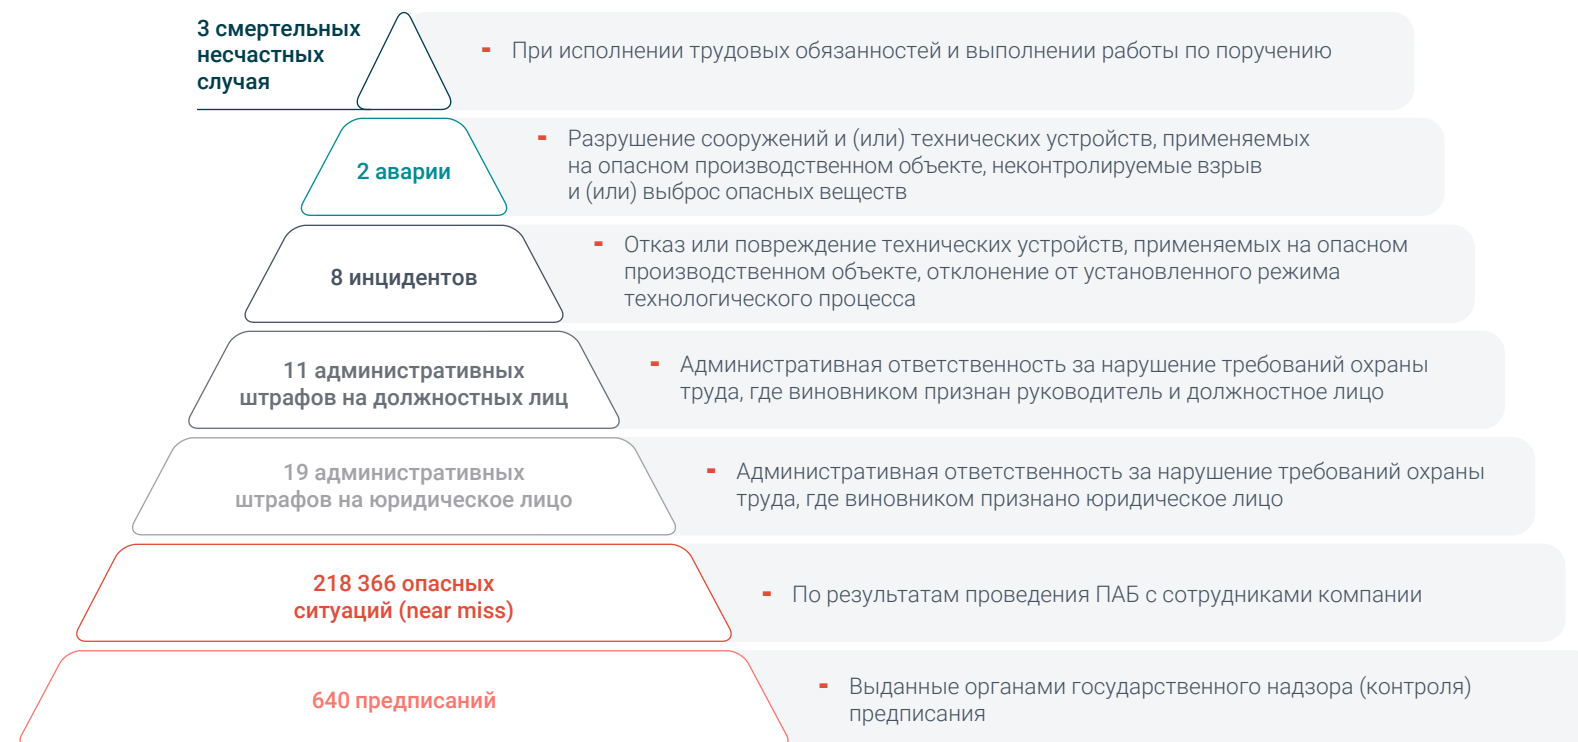 3 смертельных
несчастных
случая
- При исполнении трудовых обязанностей и выполнении работы по поручению
2 аварии
- Разрушение сооружений и (или) технических устройств, применяемых
на опасном производственном объекте, неконтролируемые взрыв
и (или) выброс опасных веществ
8 инцидентов
- Отказ или повреждение технических устройств, применяемых на опасном
производственном объекте, отклонение от установленного режима
технологического процесса
11 административных
штрафов на должностных лиц
- Административная ответственность за нарушение требований охраны
труда, где виновником признан руководитель и должностное лицо
19 административных
штрафов на юридическое лицо
- Административная ответственность за нарушение требований охраны
труда, где виновником признано юридическое лицо
218 366 опасных
ситуаций (near miss)
- По результатам проведения ПАБ с сотрудниками компании
640 предписаний
- Выданные органами государственного надзора (контроля)
предписания